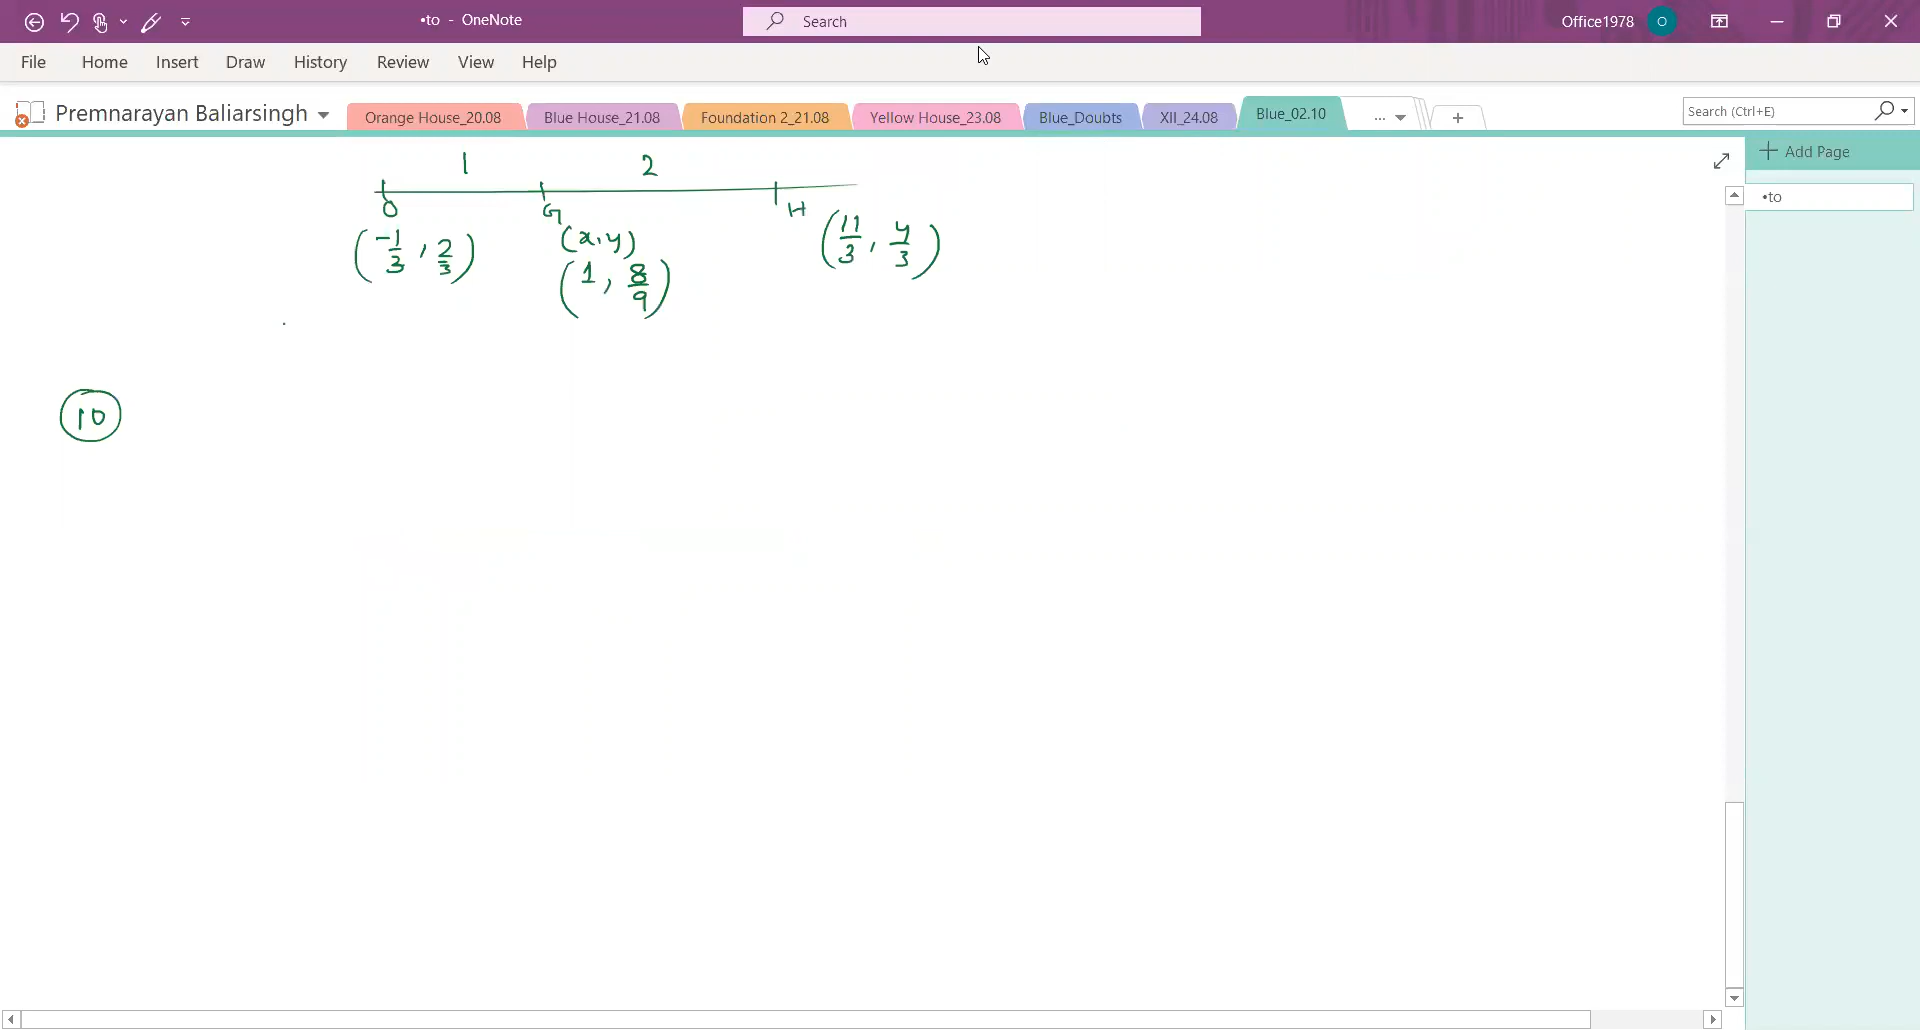 •to - OneNote
Search
Office1978
O
File Home Insert Draw History Review View Help
Premnarayan Baliarsingh
Orange House_20.08
Blue House_21.08
Foundation 2_21.08
Yellow House_23.08
Blue_Doubts
XII_24.08
Blue_02.10
...
+
Search (Ctrl+E)
+ Add Page
•to
1 2
O G H
(-1/3, 2/3) (x, y) (11/3, 4/3)
(1, 8/9)
10